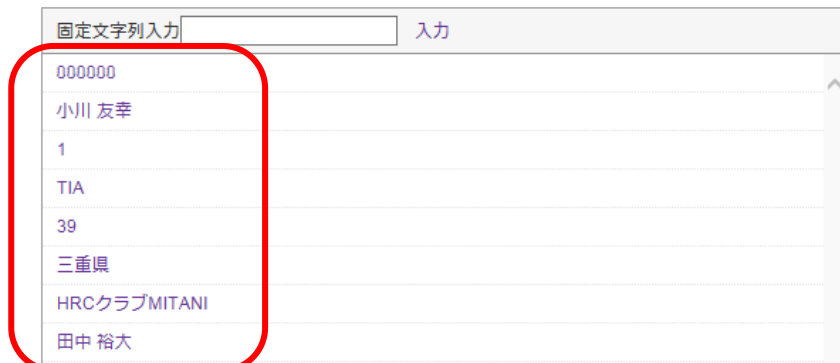 固定文字列入力 入力
000000
小川 友幸
1
TIA
39
三重県
HRCクラブMITANI
田中 裕大